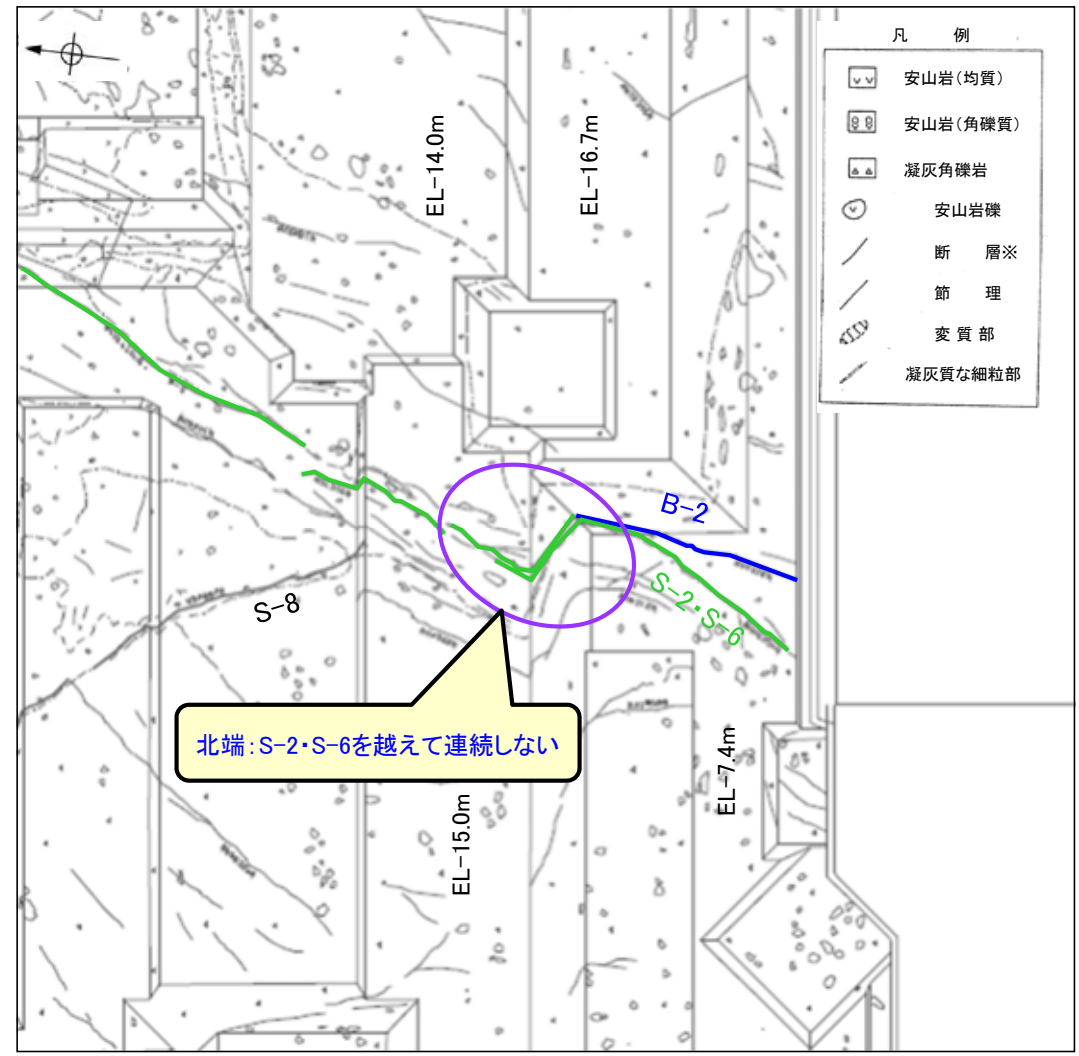 凡 例
安山岩(均質)
安山岩(角礫質)
凝灰角礫岩
安山岩礫
断 層※
節 理
変 質 部
凝灰質な細粒部
EL-14.0m
EL-16.7m
B-2
S-2・S-6
S-8
北端:S-2・S-6を越えて連続しない
EL-7.4m
EL-15.0m